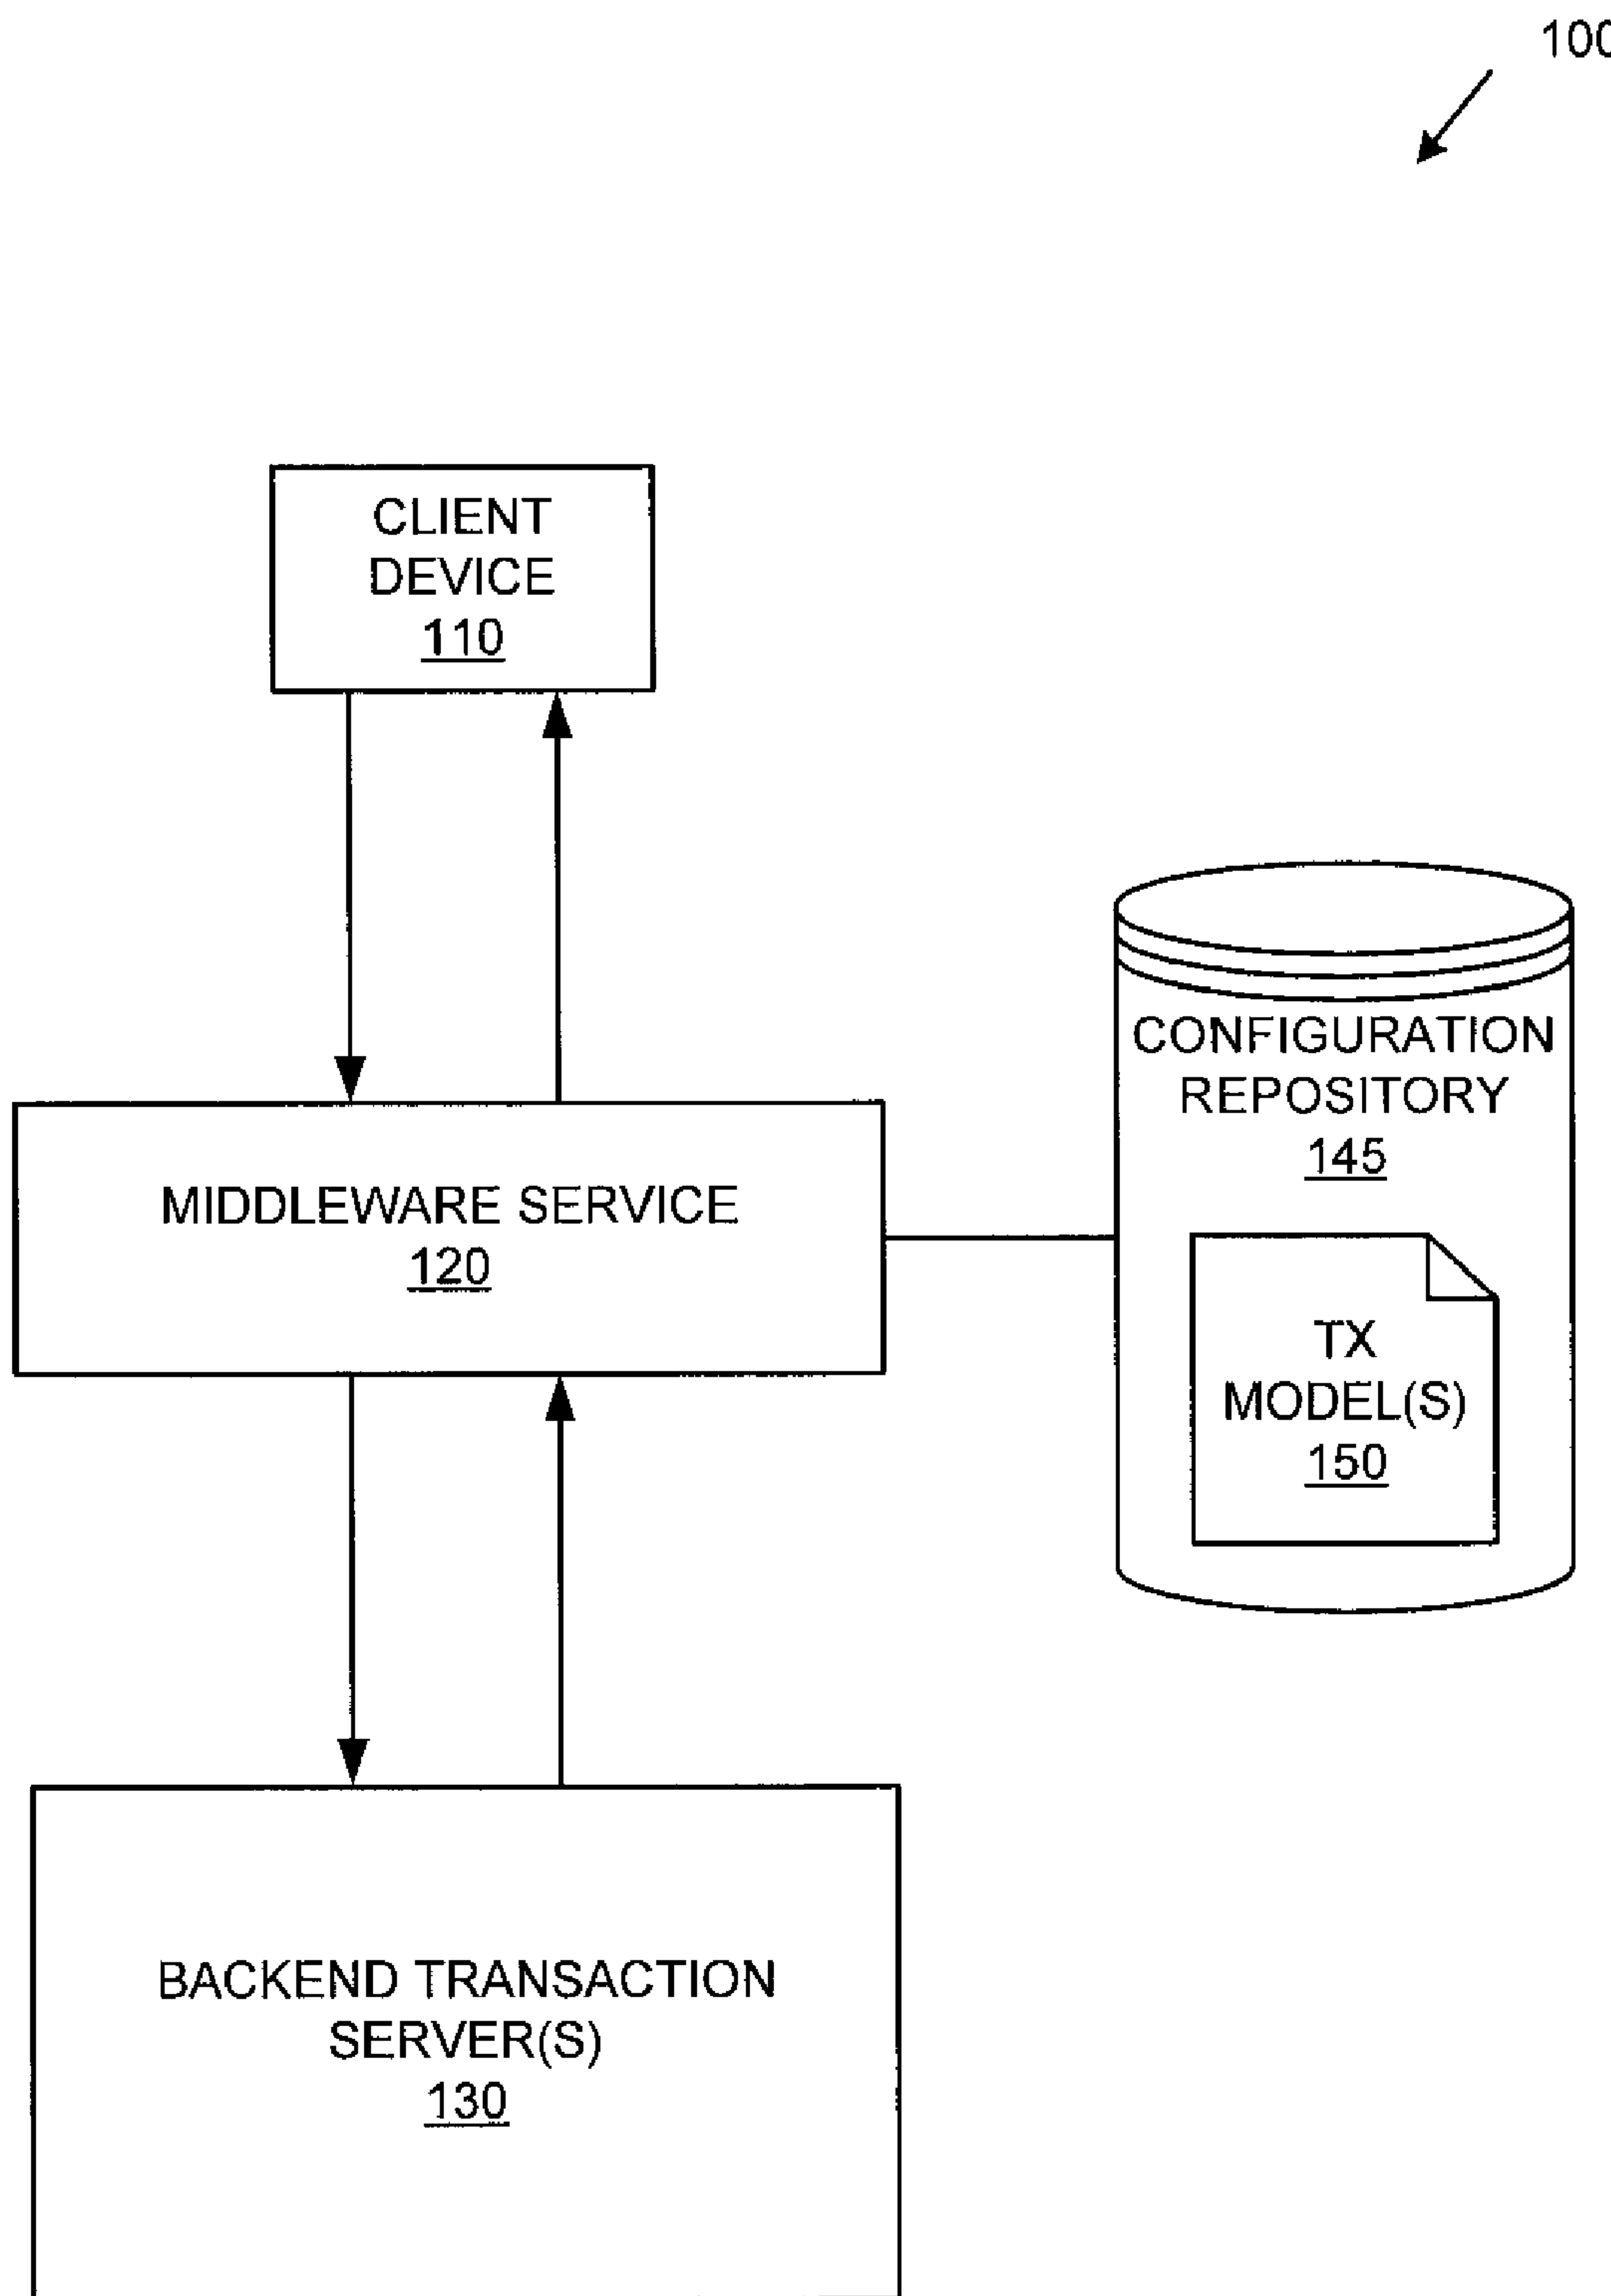 100
CLIENT
DEVICE
110
CONFIGURATION
REPOSITORY
145
MIDDLEWARE SERVICE
120
TX
MODEL(S)
150
BACKEND TRANSACTION
SERVER(S)
130